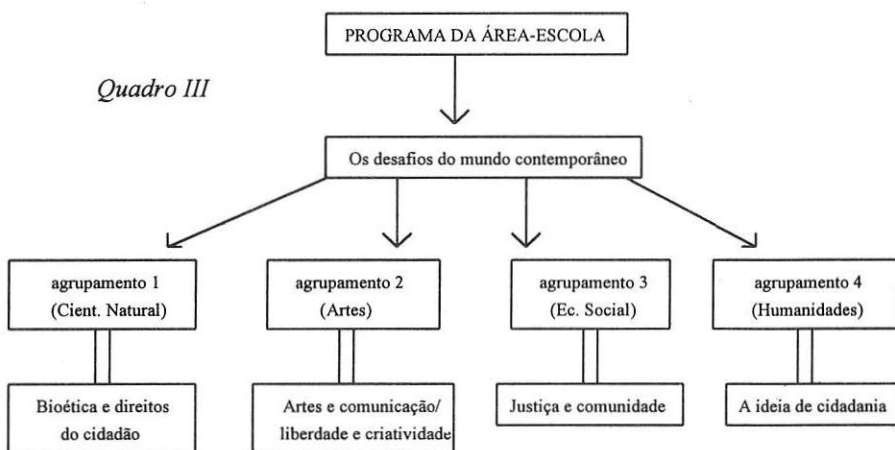 PROGRAMA DA ÁREA-ESCOLA
Quadro III
Os desafios do mundo contemporâneo
agrupamento 1
(Cient. Natural)
agrupamento 2
(Artes)
agrupamento 3
(Ec. Social)
agrupamento 4
(Humanidades)
Bioética e direitos
do cidadão
Artes e comunicação/
liberdade e criatividade
Justiça e comunidade
A ideia de cidadania